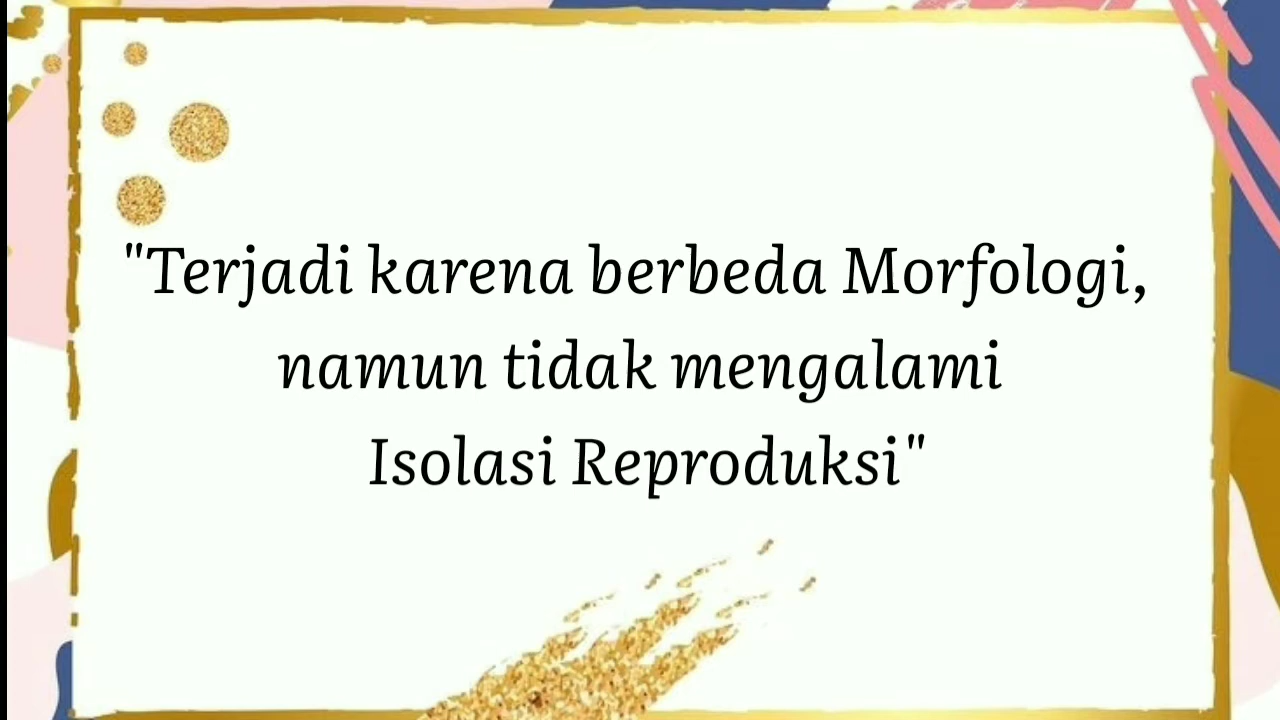 "Terjadi karena berbeda Morfologi,
namun tidak mengalami
Isolasi Reproduksi"